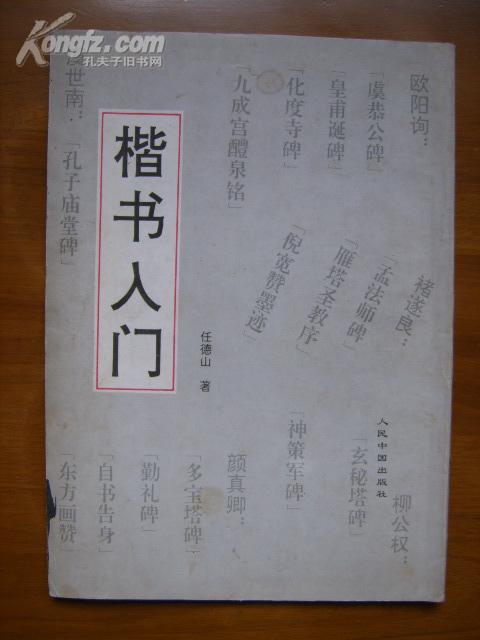 Kongfz.com
孔夫子旧书网
欧阳询：
「虞恭公碑」
「皇甫诞碑」
「化度寺碑」
「九成宫醴泉铭」
虞世南：
「孔子庙堂碑」
楷书入门
褚遂良：
「孟法师碑」
「雁塔圣教序」
「倪宽赞墨迹」
任德山 著
人民中国出版社
柳公权：
「玄秘塔碑」
「神策军碑」
颜真卿：
「多宝塔碑」
「勤礼碑」
「自书告身」
「东方画赞」